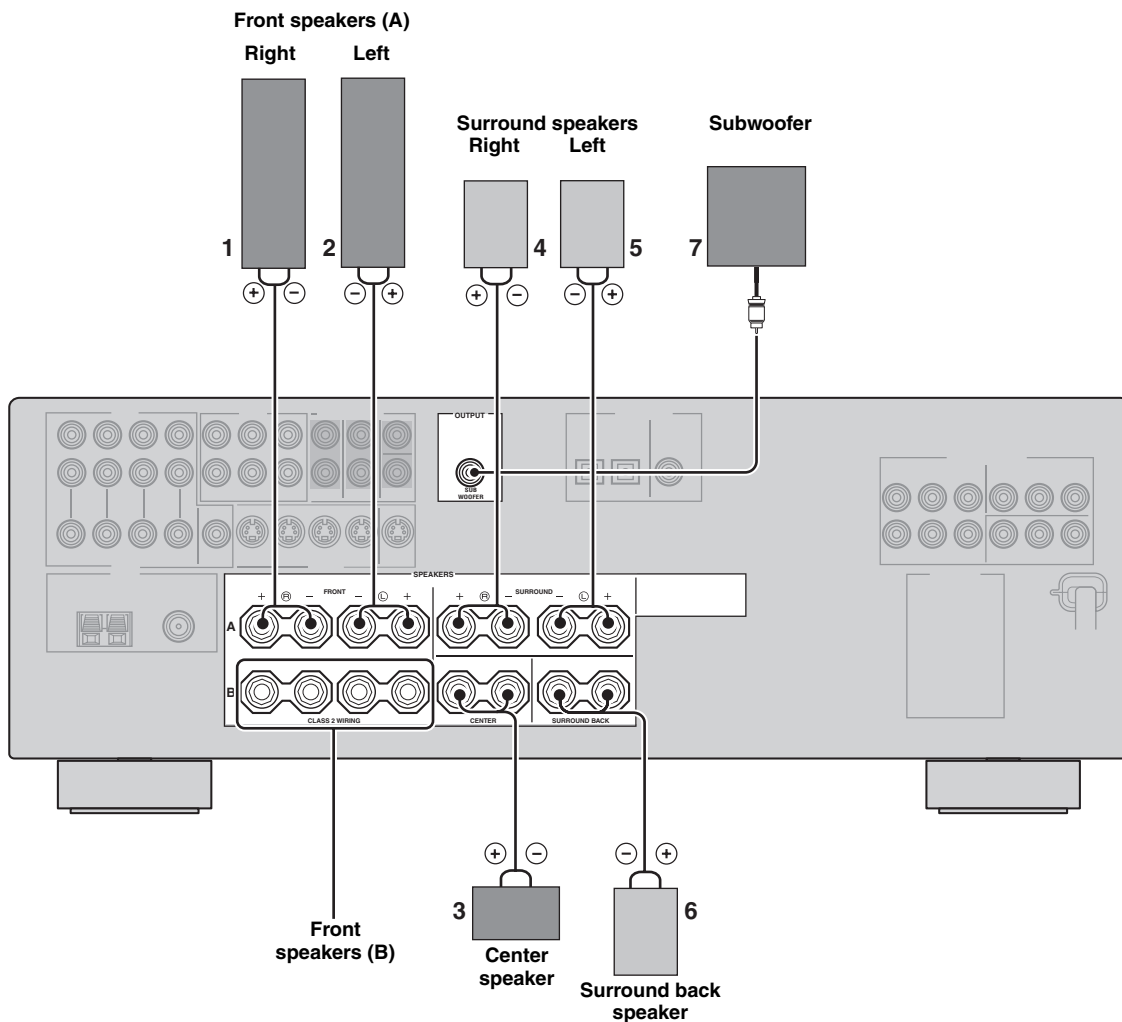 Front speakers (A)
Right
Left
Surround speakers
Right
Left
Subwoofer
1
2
4
5
7
+ − − + + − − +
OUTPUT
SUB
WOOFER
SPEAKERS
+ R − FRONT − L + + R − SURROUND − L +
A
B
CLASS 2 WIRING
CENTER
SURROUND BACK
+ − − +
3
6
Front
speakers (B)
Center
speaker
Surround back
speaker